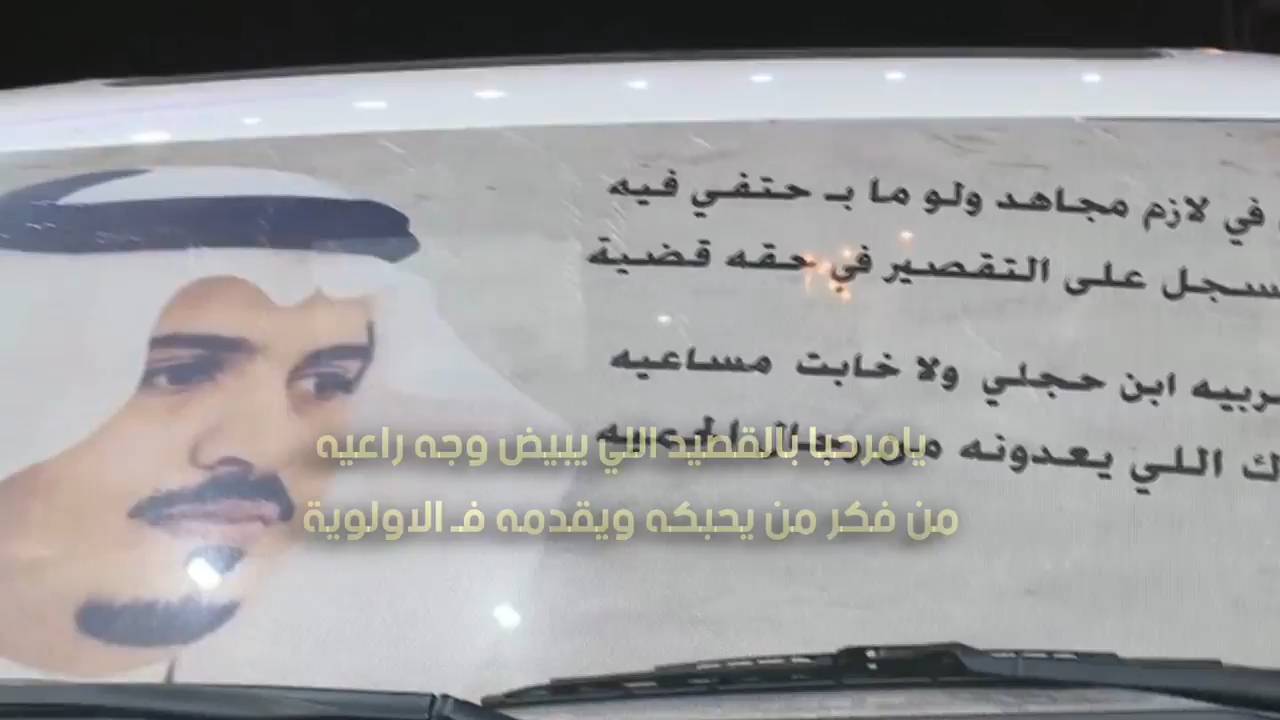 في لازم مجاهد ولو ما بـ حتفي فيه
سجل على التقصير في حقه قضية
ابن حجلي ولا خابت مساعيه
اللي يعدونه من
يامرحبا بالقصيد اللي يبيض وجه راعيه
من فكر من يحبكه ويقدمه فـ الاولوية